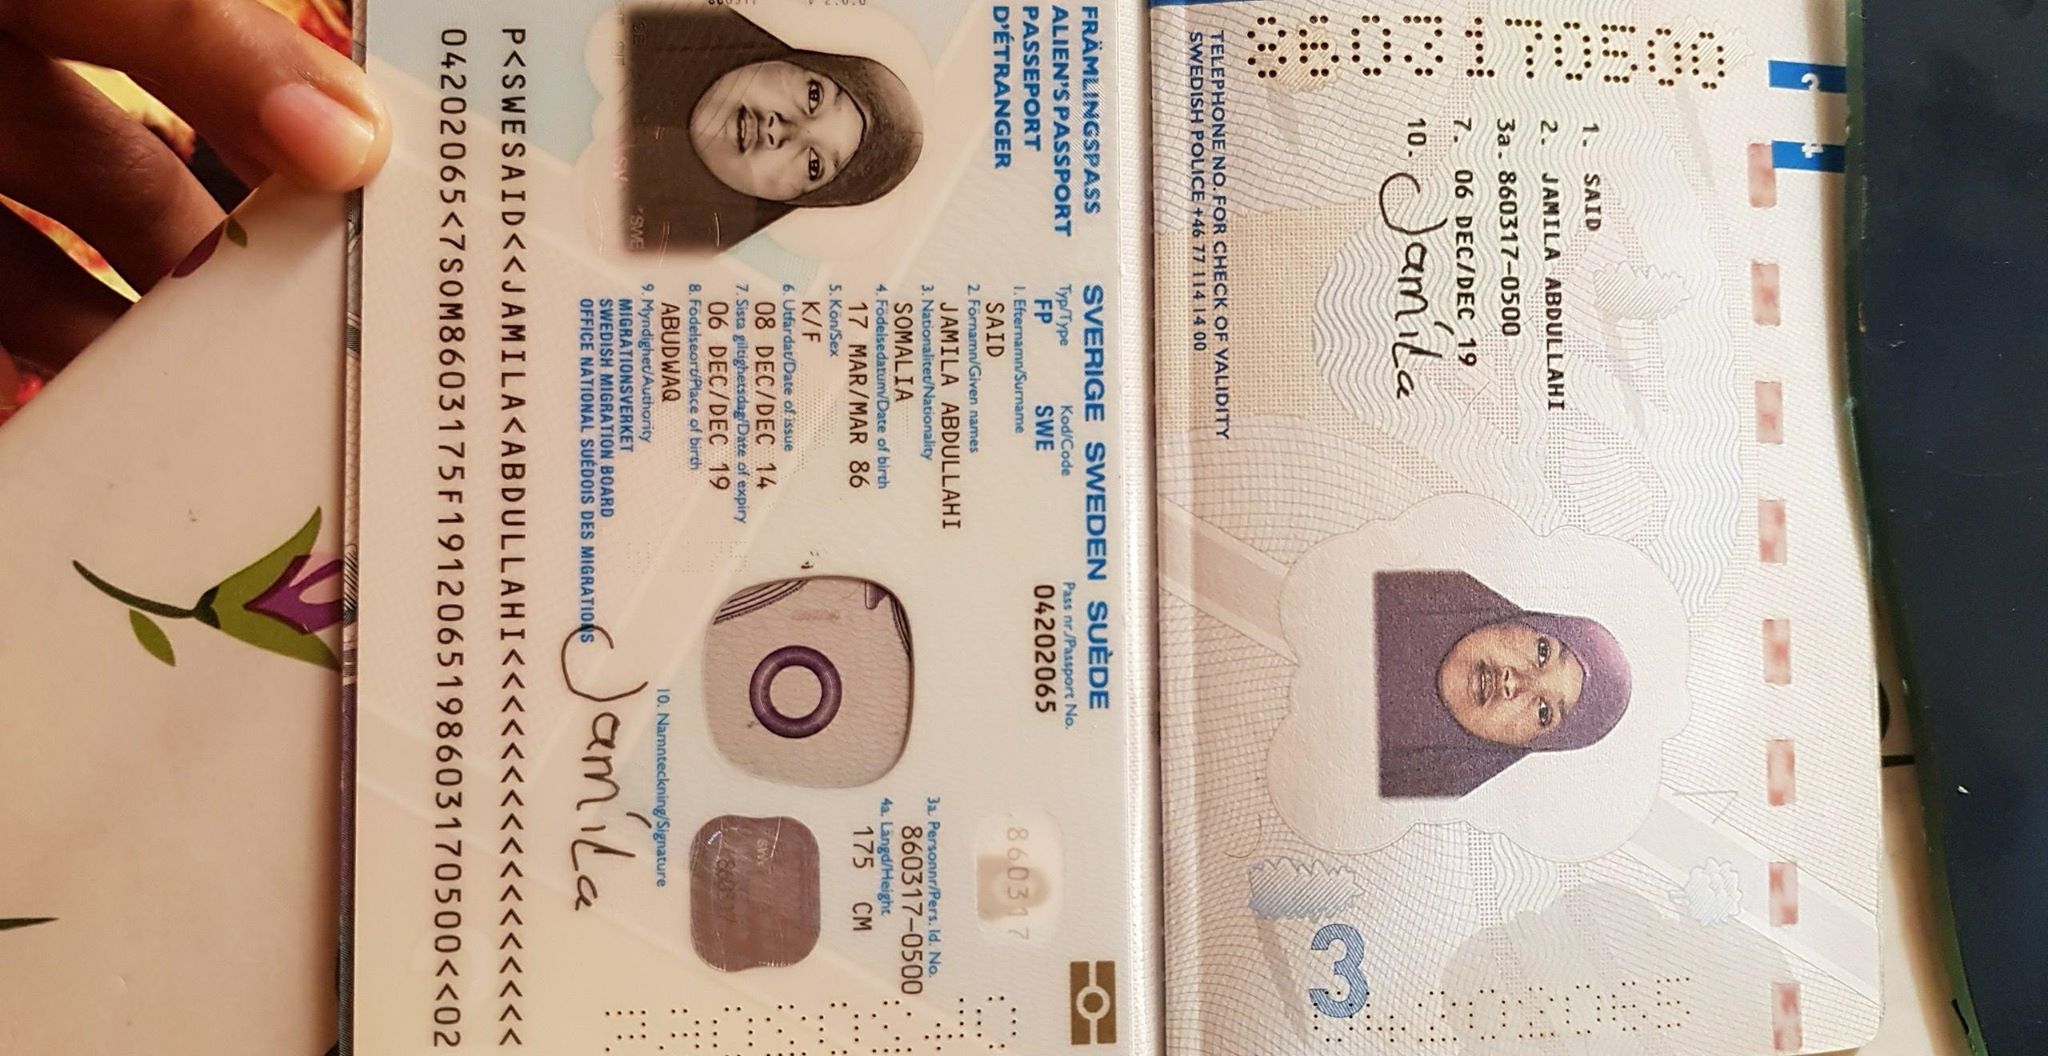 1. SAID
2. JAMILA ABDULLAHI
3a. 860317-0500
7. 06 DEC/DEC 19
10. Jamila
TELEPHONE NO. FOR CHECK OF VALIDITY
SWEDISH POLICE +46 77 114 14 00
3
FRÄMLINGSPASS
ALIEN'S PASSPORT
PASSEPORT
D'ÉTRANGER
SVERIGE SWEDEN SUÈDE
Typ/Type Kod/Code Pass nr./Passport No.
FP SWE 04202065
1. Efternamn/Surname
SAID
860317
2. Förnamn/Given names
JAMILA ABDULLAHI
3. Nationalitet/Nationality 3a. Personnr/Pers. Id. No.
SOMALIA 860317-0500
4. Födelsedatum/Date of birth 4a. Längd/Height
17 MAR/MAR 86 175 CM
5. Kön/Sex
K/F
6. Utfärdat/Date of issue
08 DEC/DEC 14
7. Sista giltighetsdag/Date of expiry
06 DEC/DEC 19
8. Födelseort/Place of birth
ABUDWAQ
9. Myndighet/Authority 10. Namnteckning/Signature
MIGRATIONSVERKET
SWEDISH MIGRATION BOARD
OFFICE NATIONAL SUÉDOIS DES MIGRATIONS
Jamila
P<SWESAID<<JAMILA<ABDULLAHI<<<<<<<<<<<<<<<<<
04202065<7SOM8603175F1912065198603170500<<02